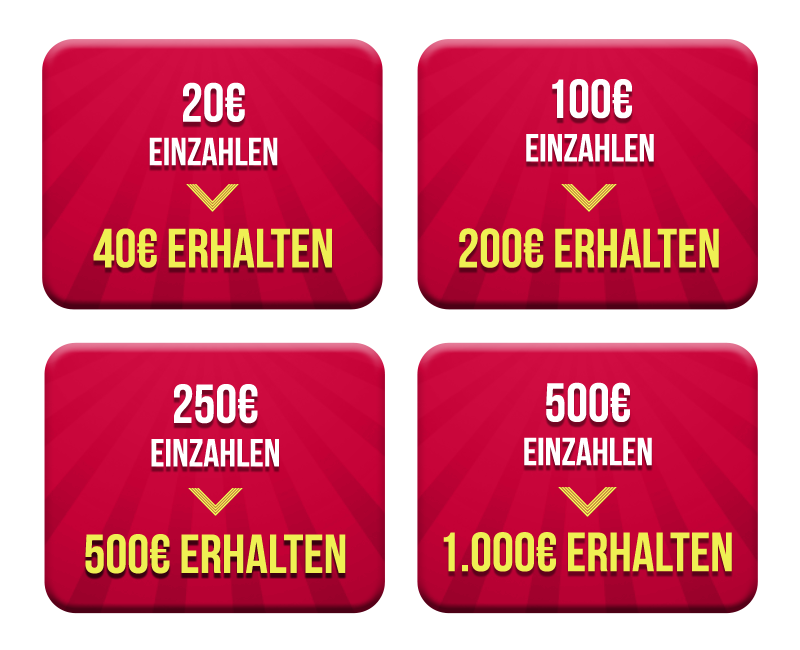 20€
EINZAHLEN
40€ ERHALTEN
100€
EINZAHLEN
200€ ERHALTEN
250€
EINZAHLEN
500€ ERHALTEN
500€
EINZAHLEN
1.000€ ERHALTEN